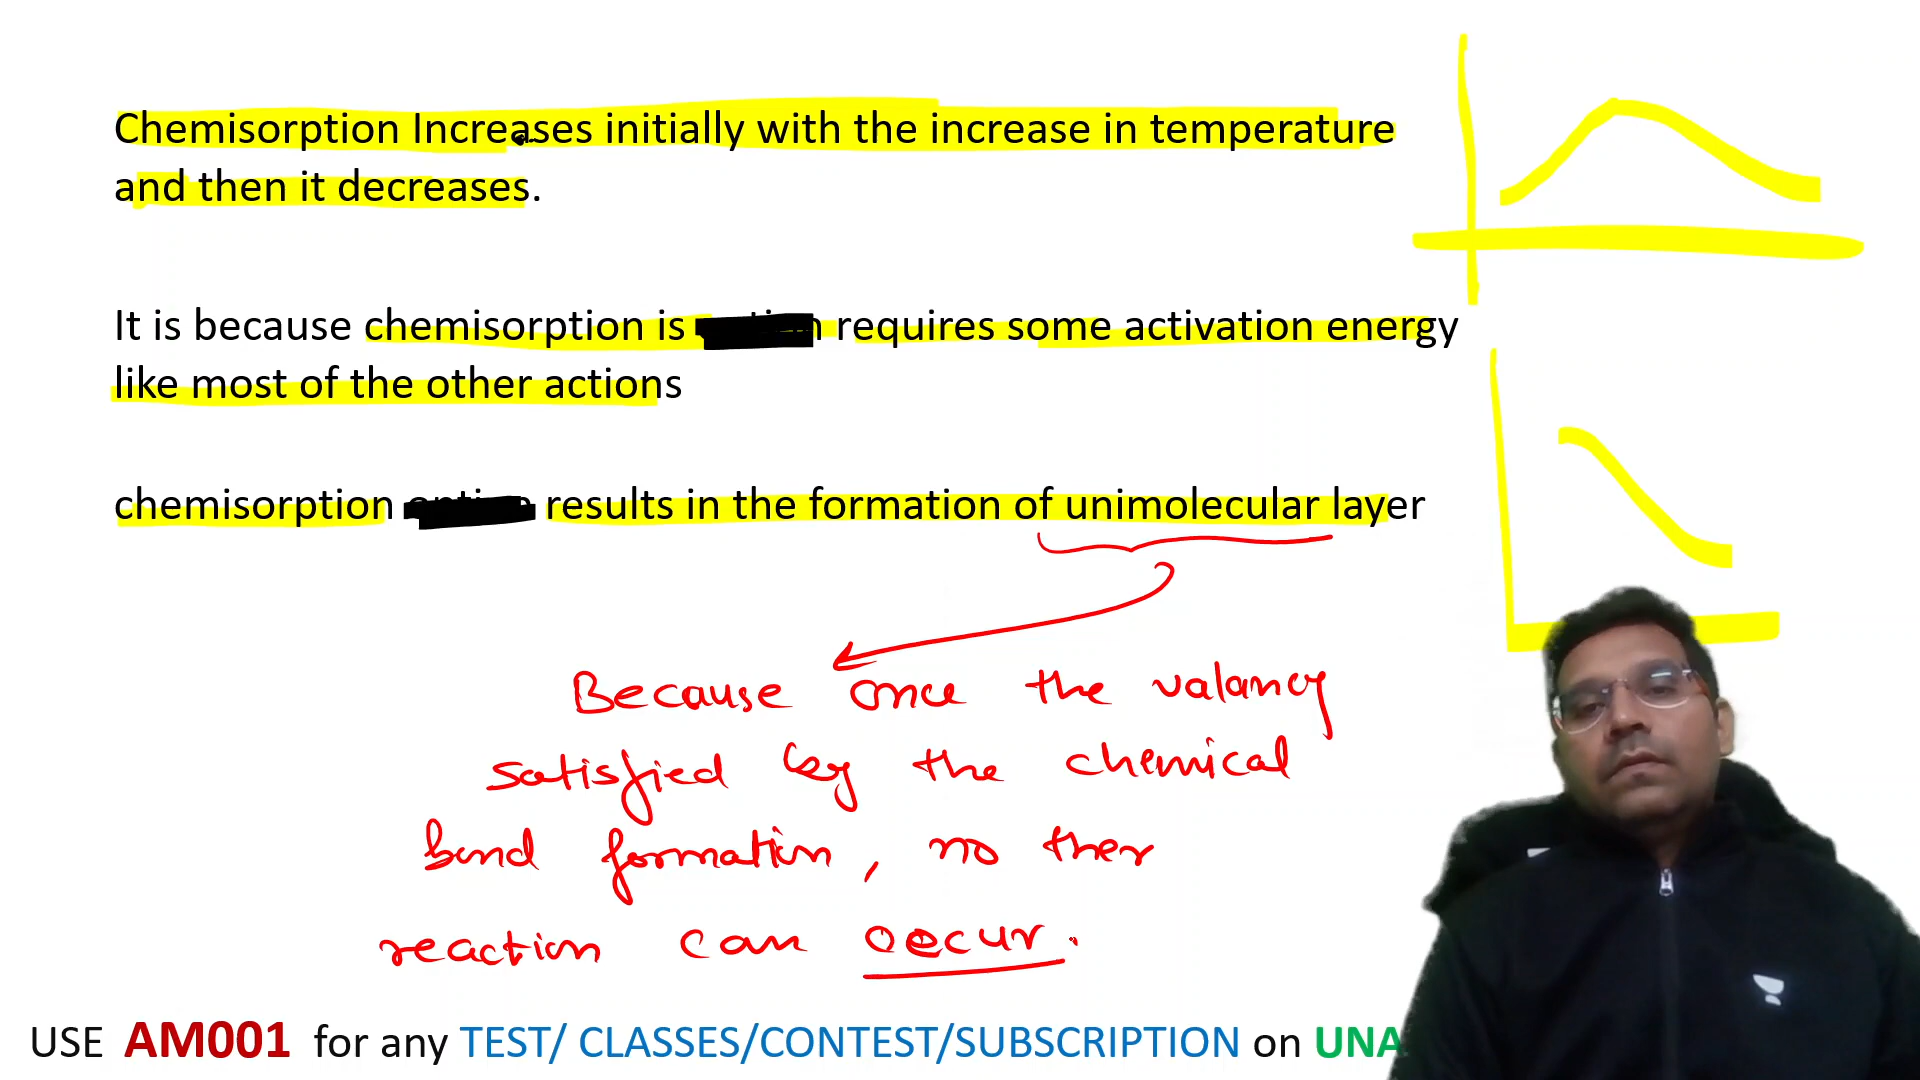 Chemisorption Increases initially with the increase in temperature
and then it decreases.
It is because chemisorption is requires some activation energy
like most of the other actions
chemisorption results in the formation of unimolecular layer
Because once the valancy
satisfied by the chemical
bond formation, no ther
reaction can occur.
USE AM001 for any TEST/ CLASSES/CONTEST/SUBSCRIPTION on UNA